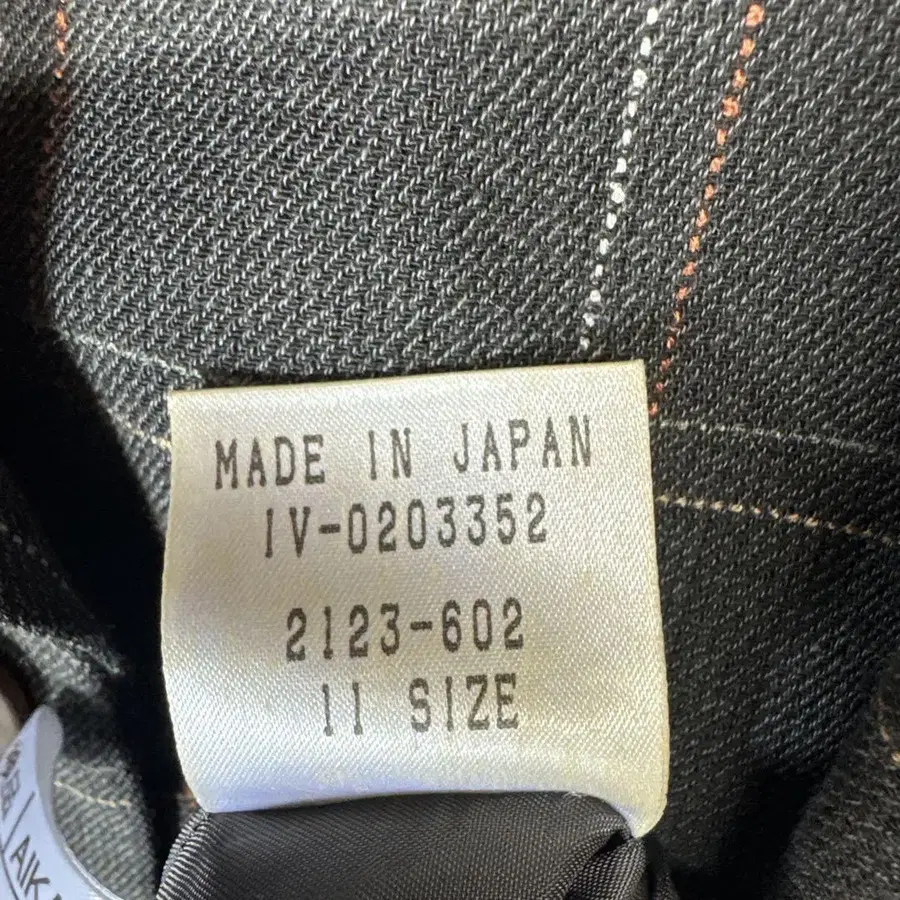 MADE IN JAPAN
IV-0203352
2123-602
11 SIZE